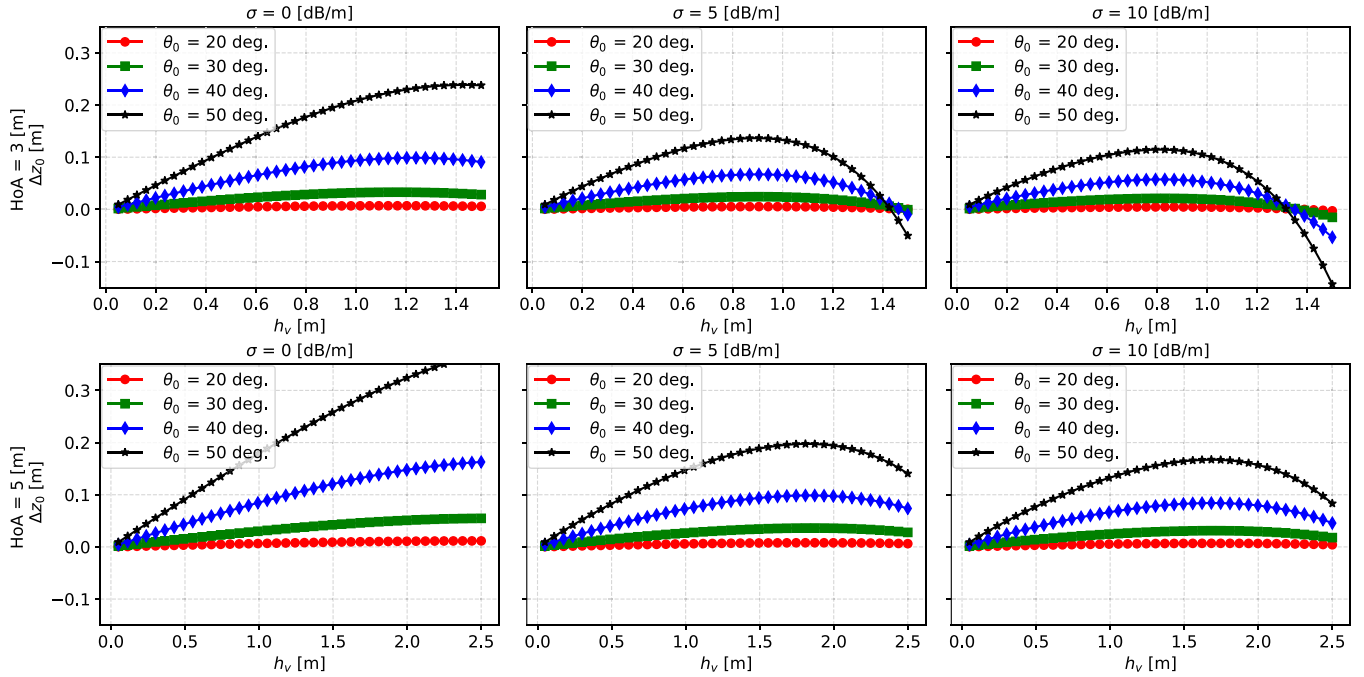 σ = 0 [dB/m]
σ = 5 [dB/m]
σ = 10 [dB/m]
HoA = 3 [m]
Δz₀ [m]
0.3
0.2
0.1
0.0
−0.1
θ₀ = 20 deg.
θ₀ = 30 deg.
θ₀ = 40 deg.
θ₀ = 50 deg.
θ₀ = 20 deg.
θ₀ = 30 deg.
θ₀ = 40 deg.
θ₀ = 50 deg.
θ₀ = 20 deg.
θ₀ = 30 deg.
θ₀ = 40 deg.
θ₀ = 50 deg.
0.0 0.2 0.4 0.6 0.8 1.0 1.2 1.4
0.0 0.2 0.4 0.6 0.8 1.0 1.2 1.4
0.0 0.2 0.4 0.6 0.8 1.0 1.2 1.4
hᵥ [m]
hᵥ [m]
hᵥ [m]
σ = 0 [dB/m]
σ = 5 [dB/m]
σ = 10 [dB/m]
HoA = 5 [m]
Δz₀ [m]
0.3
0.2
0.1
0.0
−0.1
θ₀ = 20 deg.
θ₀ = 30 deg.
θ₀ = 40 deg.
θ₀ = 50 deg.
θ₀ = 20 deg.
θ₀ = 30 deg.
θ₀ = 40 deg.
θ₀ = 50 deg.
θ₀ = 20 deg.
θ₀ = 30 deg.
θ₀ = 40 deg.
θ₀ = 50 deg.
0.0 0.5 1.0 1.5 2.0 2.5
0.0 0.5 1.0 1.5 2.0 2.5
0.0 0.5 1.0 1.5 2.0 2.5
hᵥ [m]
hᵥ [m]
hᵥ [m]